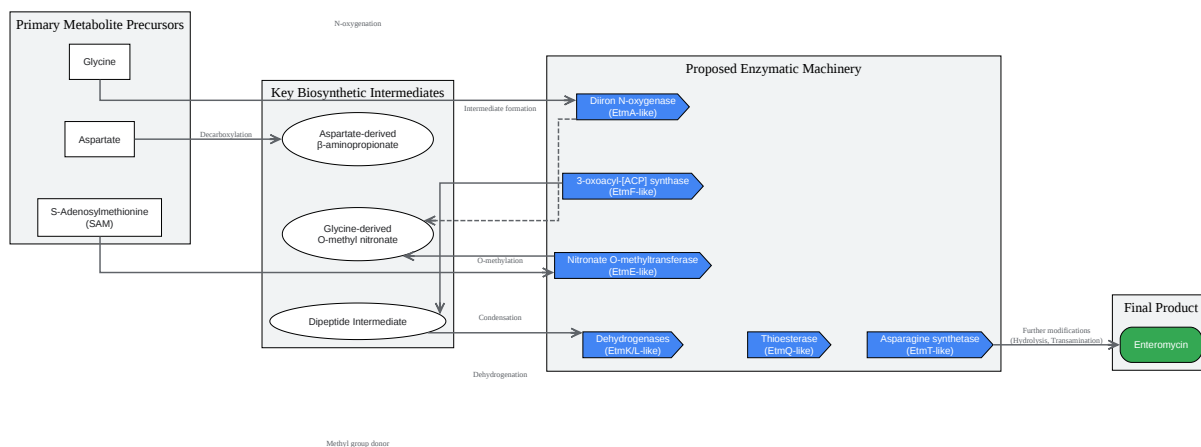 N-oxygenation
Primary Metabolite Precursors
Glycine
Aspartate
S-Adenosylmethionine
(SAM)
Decarboxylation
Key Biosynthetic Intermediates
Aspartate-derived
β-aminopropionate
Glycine-derived
O-methyl nitronate
Dipeptide Intermediate
Intermediate formation
O-methylation
Condensation
Dehydrogenation
Methyl group donor
Proposed Enzymatic Machinery
Diiron N-oxygenase
(EtmA-like)
3-oxoacyl-[ACP] synthase
(EtmF-like)
Nitronate O-methyltransferase
(EtmE-like)
Dehydrogenases
(EtmK/L-like)
Thioesterase
(EtmQ-like)
Asparagine synthetase
(EtmT-like)
Further modifications
(Hydrolysis, Transamination)
Final Product
Enteromycin